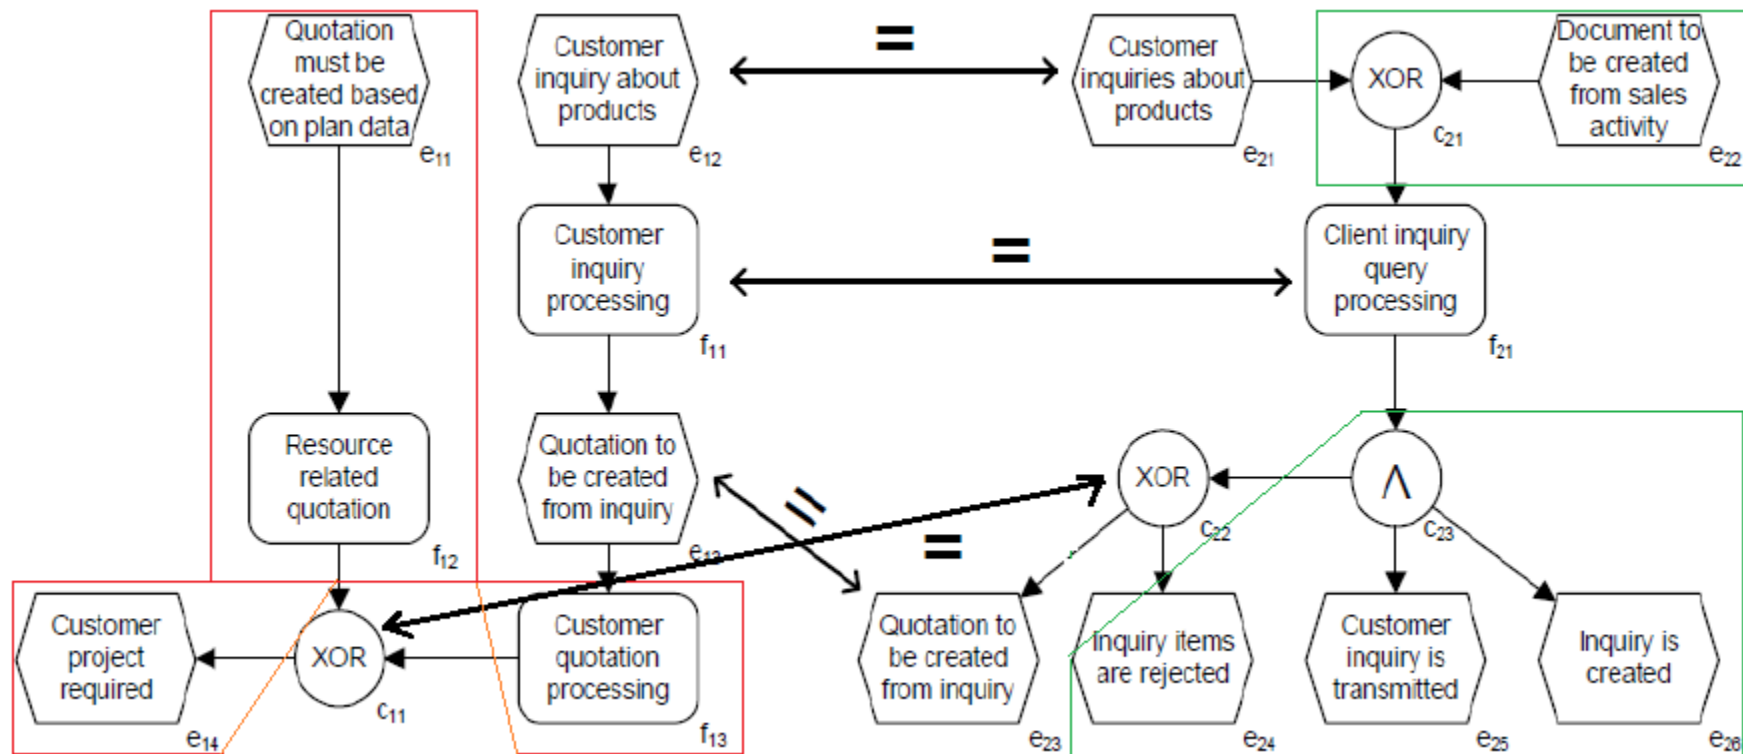 Quotation
must be
created based
on plan data
e11
Customer
inquiry about
products
e12
=
Customer
inquiries about
products
e21
XOR
c21
Document to
be created
from sales
activity
e22
Customer
inquiry
processing
f11
=
Client inquiry
query
processing
f21
Resource
related
quotation
f12
Quotation to
be created
from inquiry
e13
=
=
XOR
c22
Λ
c23
Customer
project
required
e14
XOR
c11
Customer
quotation
processing
f13
Quotation to
be created
from inquiry
e23
Inquiry items
are rejected
e24
Customer
inquiry is
transmitted
e25
Inquiry is
created
e26